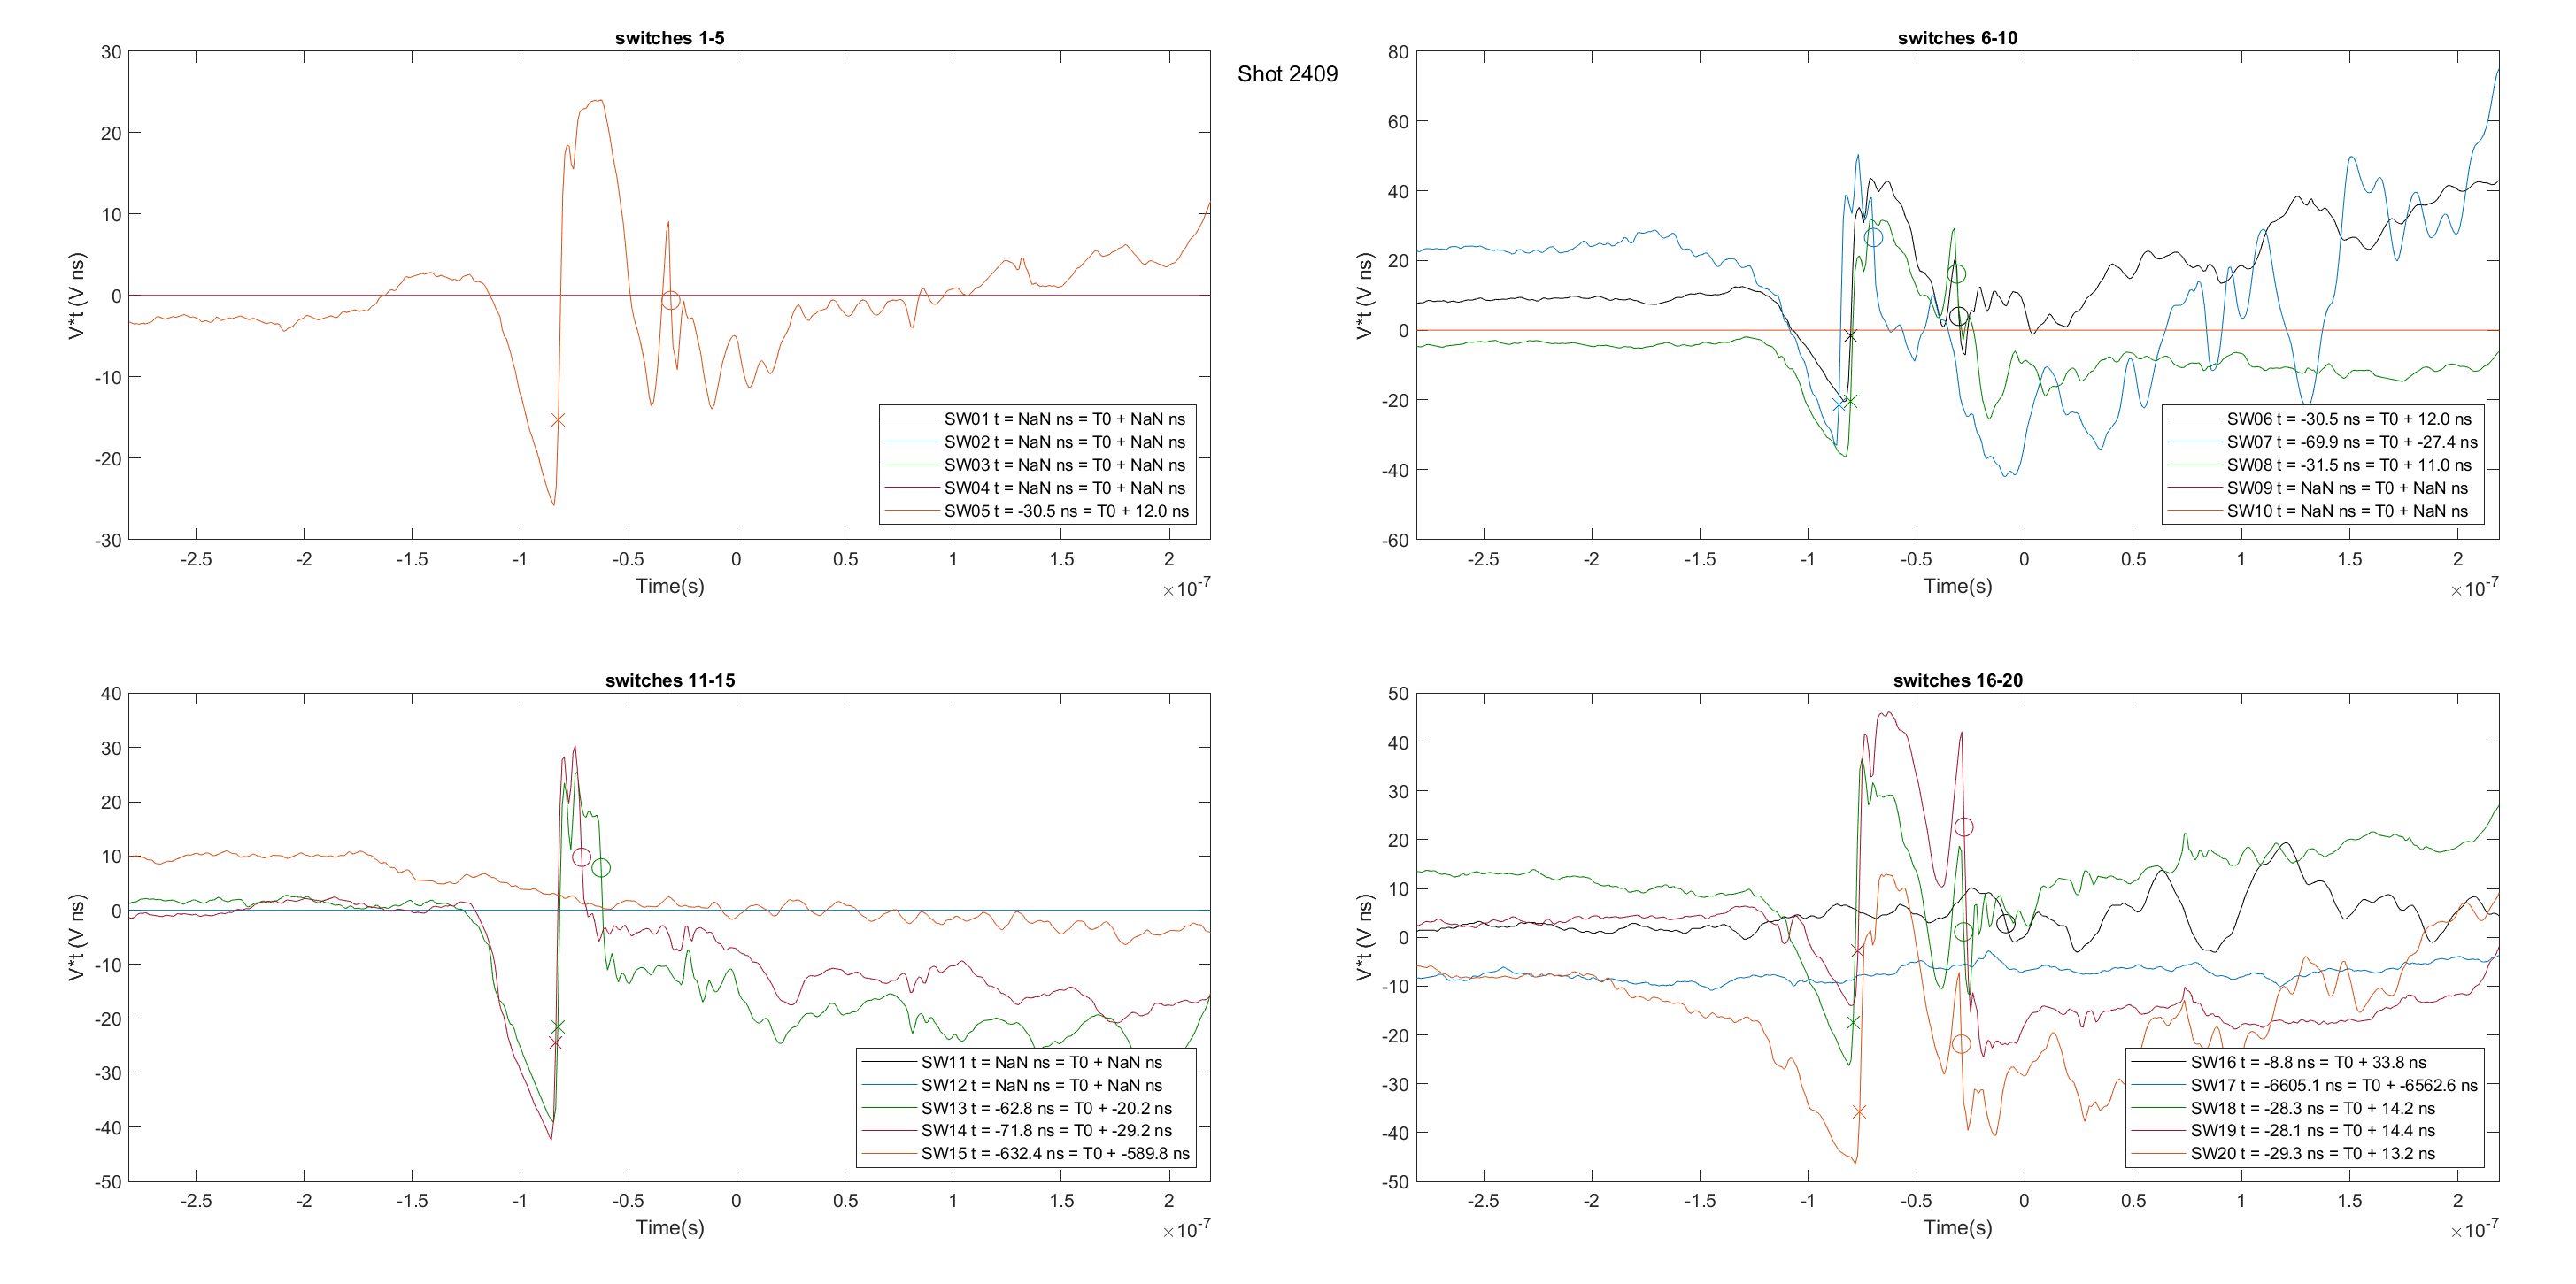 Shot 2409
switches 1-5
30
20
10
0
-10
-20
-30
V*t (V ns)
-2.5 -2 -1.5 -1 -0.5 0 0.5 1 1.5 2
Time(s)
×10-7
SW01 t = NaN ns = T0 + NaN ns
SW02 t = NaN ns = T0 + NaN ns
SW03 t = NaN ns = T0 + NaN ns
SW04 t = NaN ns = T0 + NaN ns
SW05 t = -30.5 ns = T0 + 12.0 ns
switches 6-10
80
60
40
20
0
-20
-40
-60
V*t (V ns)
-2.5 -2 -1.5 -1 -0.5 0 0.5 1 1.5 2
Time(s)
×10-7
SW06 t = -30.5 ns = T0 + 12.0 ns
SW07 t = -69.9 ns = T0 + -27.4 ns
SW08 t = -31.5 ns = T0 + 11.0 ns
SW09 t = NaN ns = T0 + NaN ns
SW10 t = NaN ns = T0 + NaN ns
switches 11-15
40
30
20
10
0
-10
-20
-30
-40
-50
V*t (V ns)
-2.5 -2 -1.5 -1 -0.5 0 0.5 1 1.5 2
Time(s)
×10-7
SW11 t = NaN ns = T0 + NaN ns
SW12 t = NaN ns = T0 + NaN ns
SW13 t = -62.8 ns = T0 + -20.2 ns
SW14 t = -71.8 ns = T0 + -29.2 ns
SW15 t = -632.4 ns = T0 + -589.8 ns
switches 16-20
50
40
30
20
10
0
-10
-20
-30
-40
-50
V*t (V ns)
-2.5 -2 -1.5 -1 -0.5 0 0.5 1 1.5 2
Time(s)
×10-7
SW16 t = -8.8 ns = T0 + 33.8 ns
SW17 t = -6605.1 ns = T0 + -6562.6 ns
SW18 t = -28.3 ns = T0 + 14.2 ns
SW19 t = -28.1 ns = T0 + 14.4 ns
SW20 t = -29.3 ns = T0 + 13.2 ns